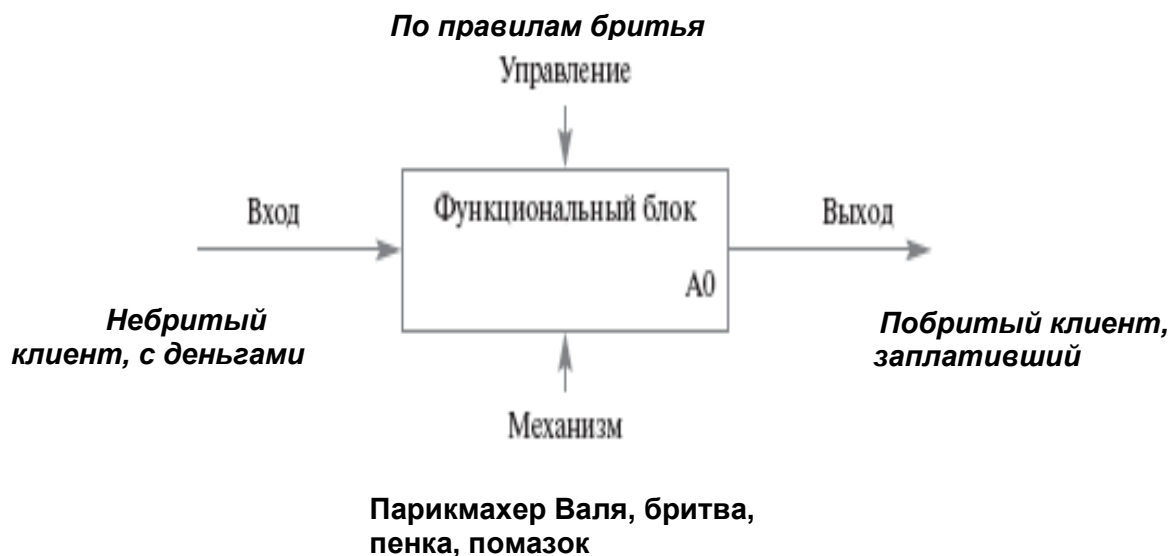 По правилам бритья
Управление
Вход
Функциональный блок
Выход
A0
Небритый
клиент, с деньгами
Побритый клиент,
заплативший
Механизм
Парикмахер Валя, бритва,
пенка, помазок